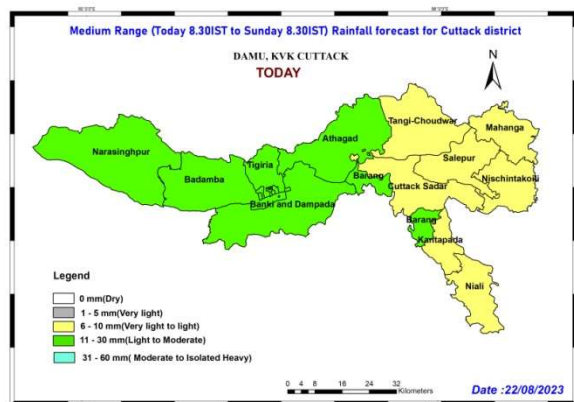 Medium Range (Today 8.30IST to Sunday 8.30IST) Rainfall forecast for Cuttack district
DAMU, KVK CUTTACK
TODAY
N
Tangi-Choudwar
Mahanga
Athagad
Narasinghpur
Salepur
Tigiria
Badamba
Barang
Nischintakoili
Cuttack Sadar
Banki and Dampada
Barang
Kantapada
Niali
Legend
0 mm(Dry)
1 - 5 mm(Very light)
6 - 10 mm(Very light to light)
11 - 30 mm(Light to Moderate)
31 - 60 mm( Moderate to Isolated Heavy)
0 4 8 16 24 32
Kilometers
Date :22/08/2023